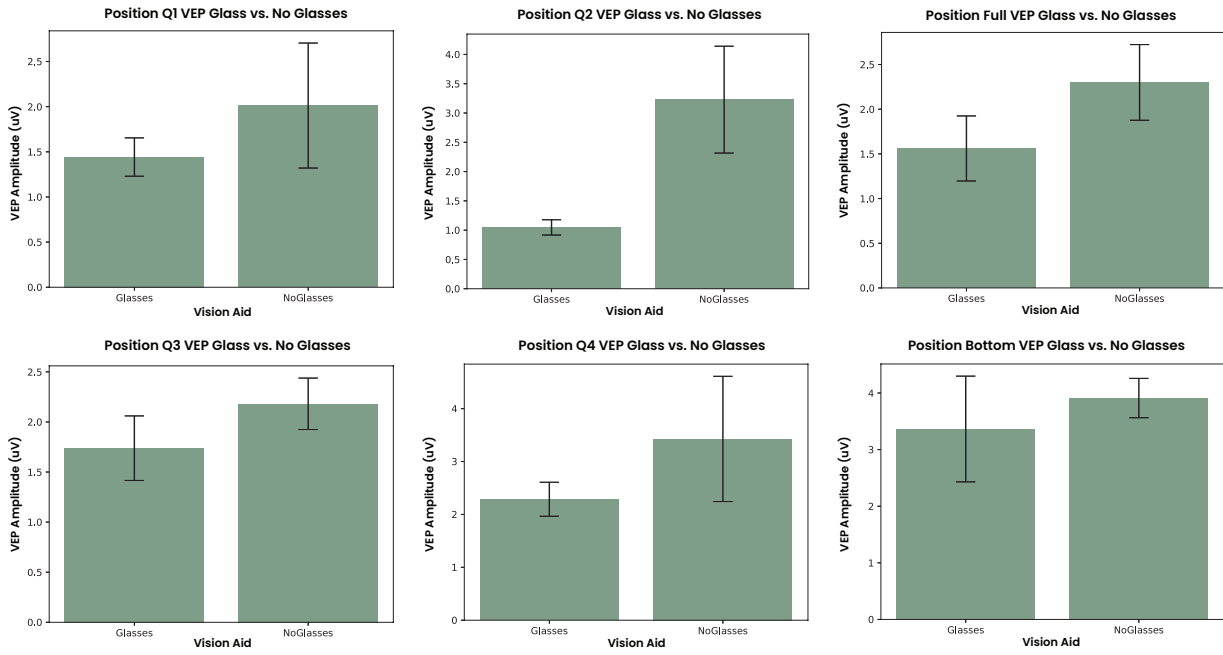 Position Q1 VEP Glass vs. No Glasses
VEP Amplitude (uV)
2.5
2.0
1.5
1.0
0.5
0.0
Glasses
NoGlasses
Vision Aid
Position Q2 VEP Glass vs. No Glasses
VEP Amplitude (uV)
4.0
3.5
3.0
2.5
2.0
1.5
1.0
0.5
0.0
Glasses
NoGlasses
Vision Aid
Position Full VEP Glass vs. No Glasses
VEP Amplitude (uV)
2.5
2.0
1.5
1.0
0.5
0.0
Glasses
NoGlasses
Vision Aid
Position Q3 VEP Glass vs. No Glasses
VEP Amplitude (uV)
2.5
2.0
1.5
1.0
0.5
0.0
Glasses
NoGlasses
Vision Aid
Position Q4 VEP Glass vs. No Glasses
VEP Amplitude (uV)
4
3
2
1
0
Glasses
NoGlasses
Vision Aid
Position Bottom VEP Glass vs. No Glasses
VEP Amplitude (uV)
4
3
2
1
0
Glasses
NoGlasses
Vision Aid